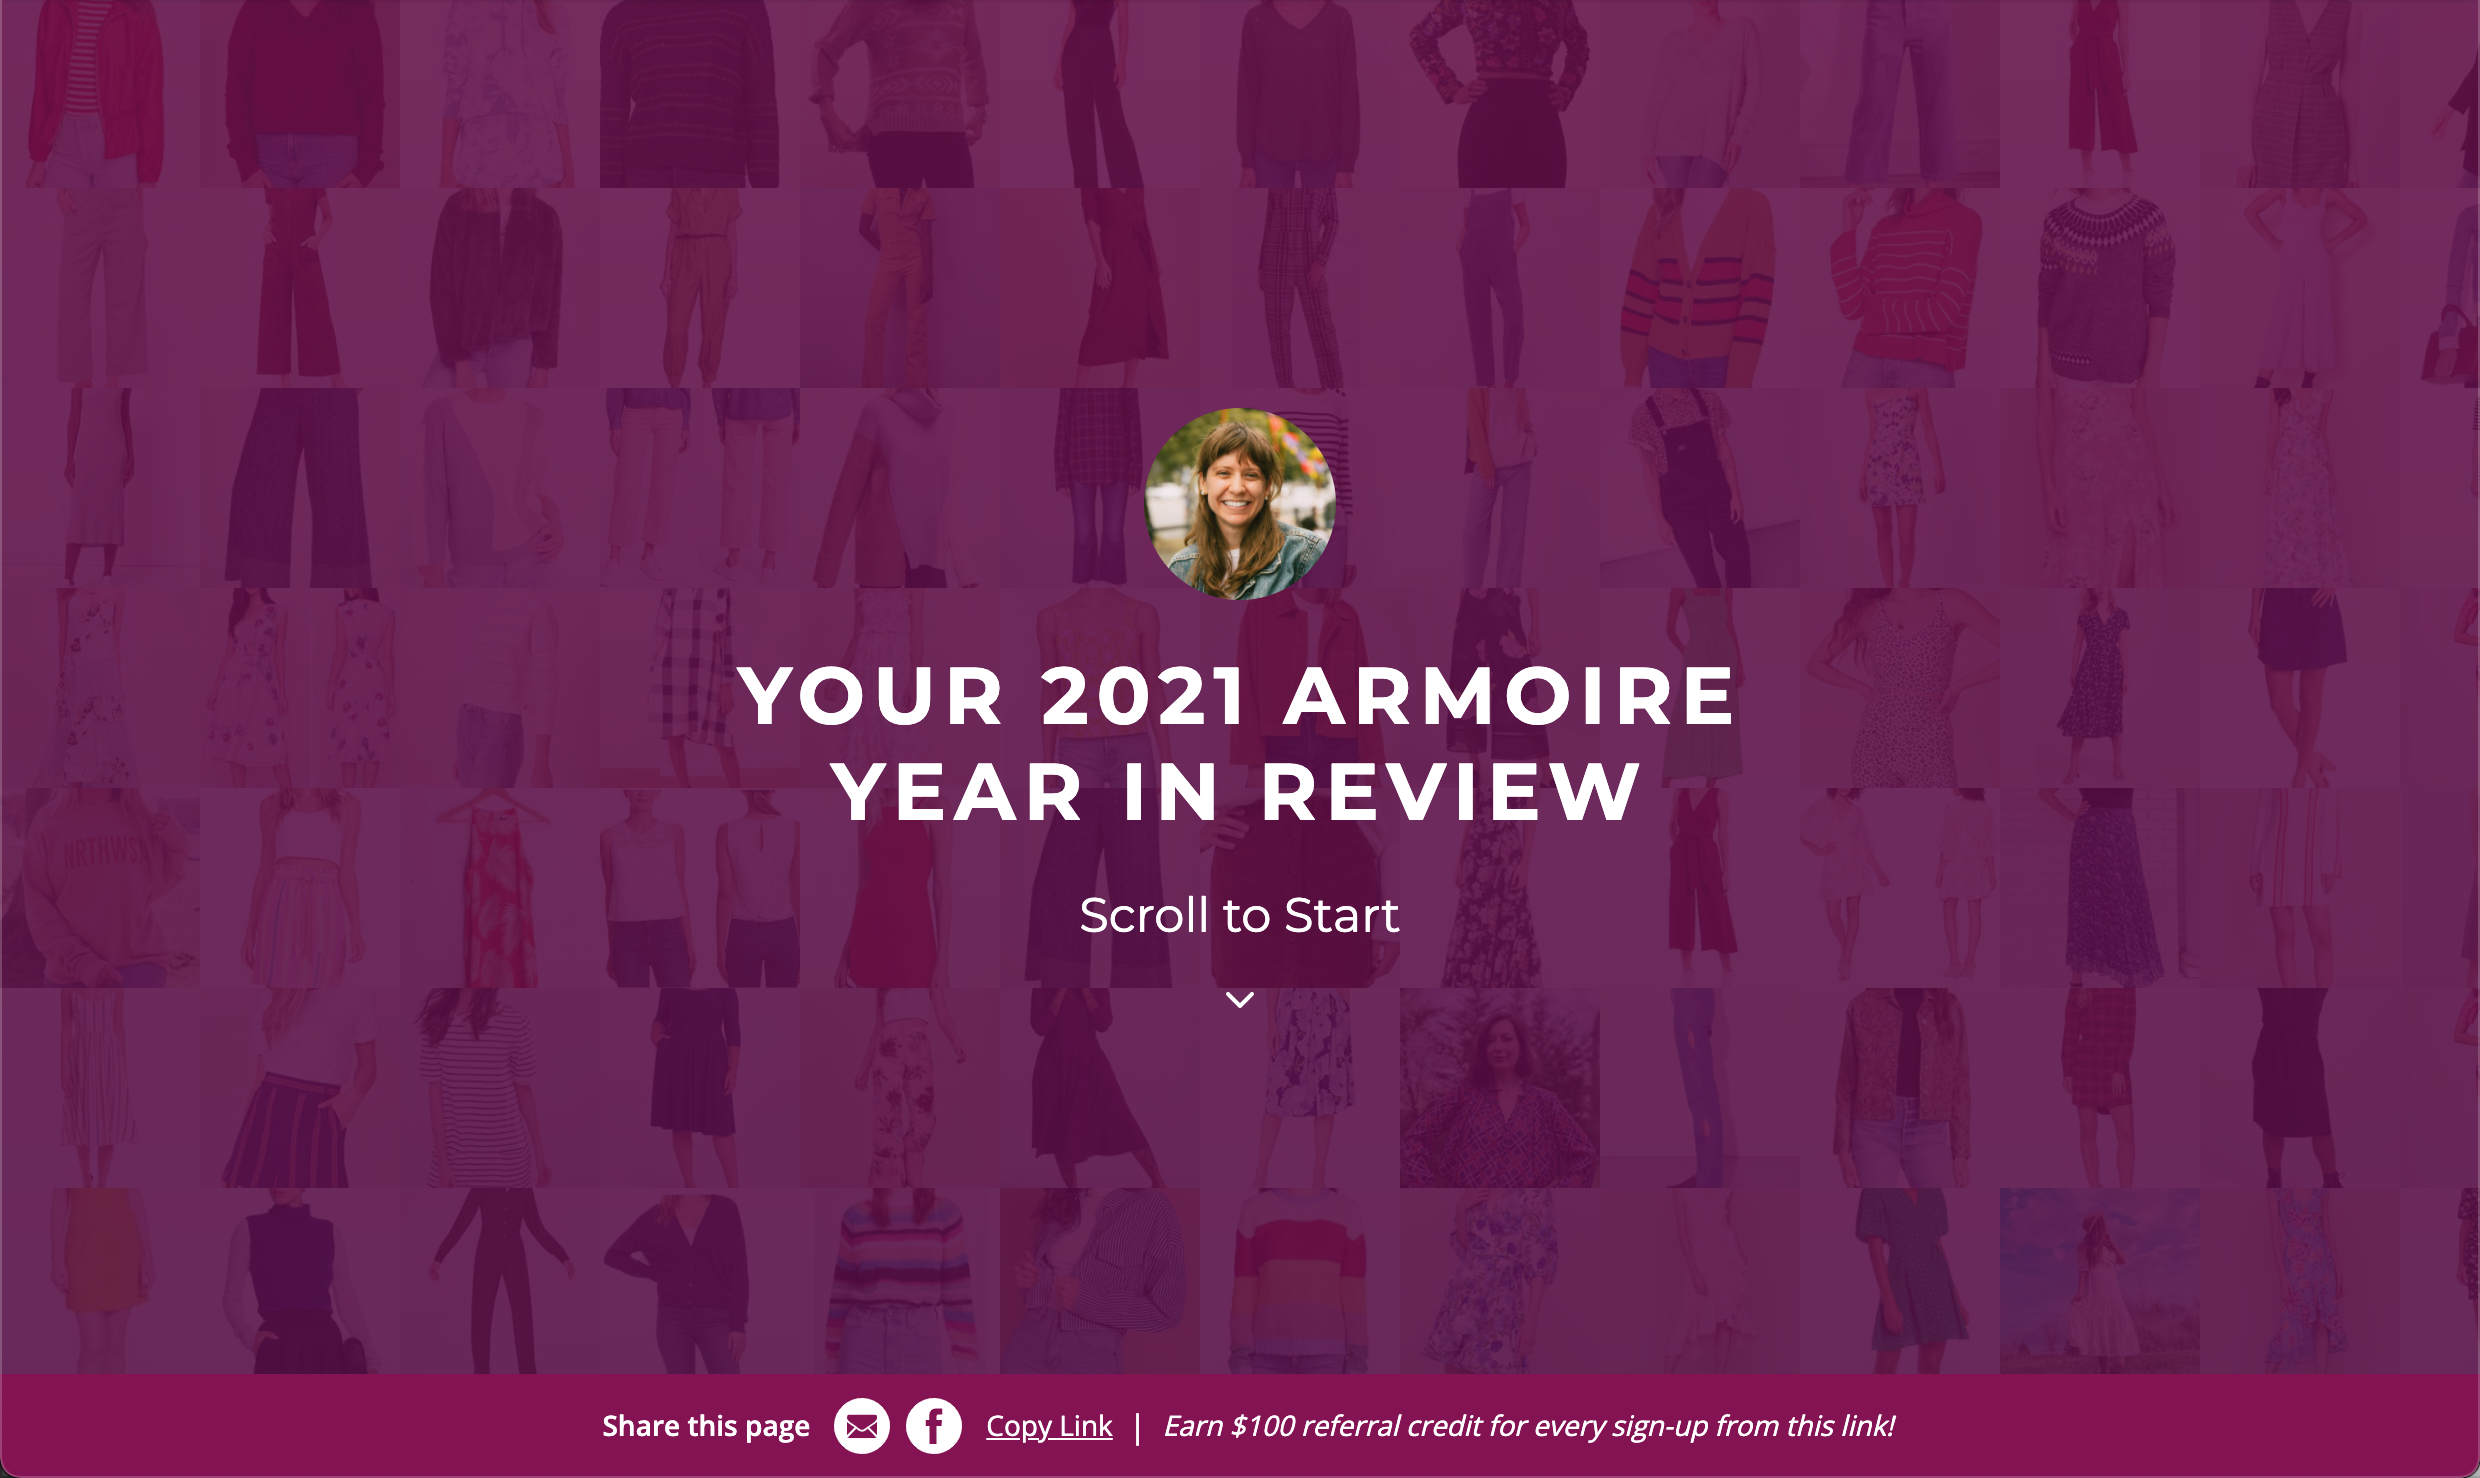 YOUR 2021 ARMOIRE
YEAR IN REVIEW
Scroll to Start
NRTHWST
Share this page Copy Link | Earn $100 referral credit for every sign-up from this link!